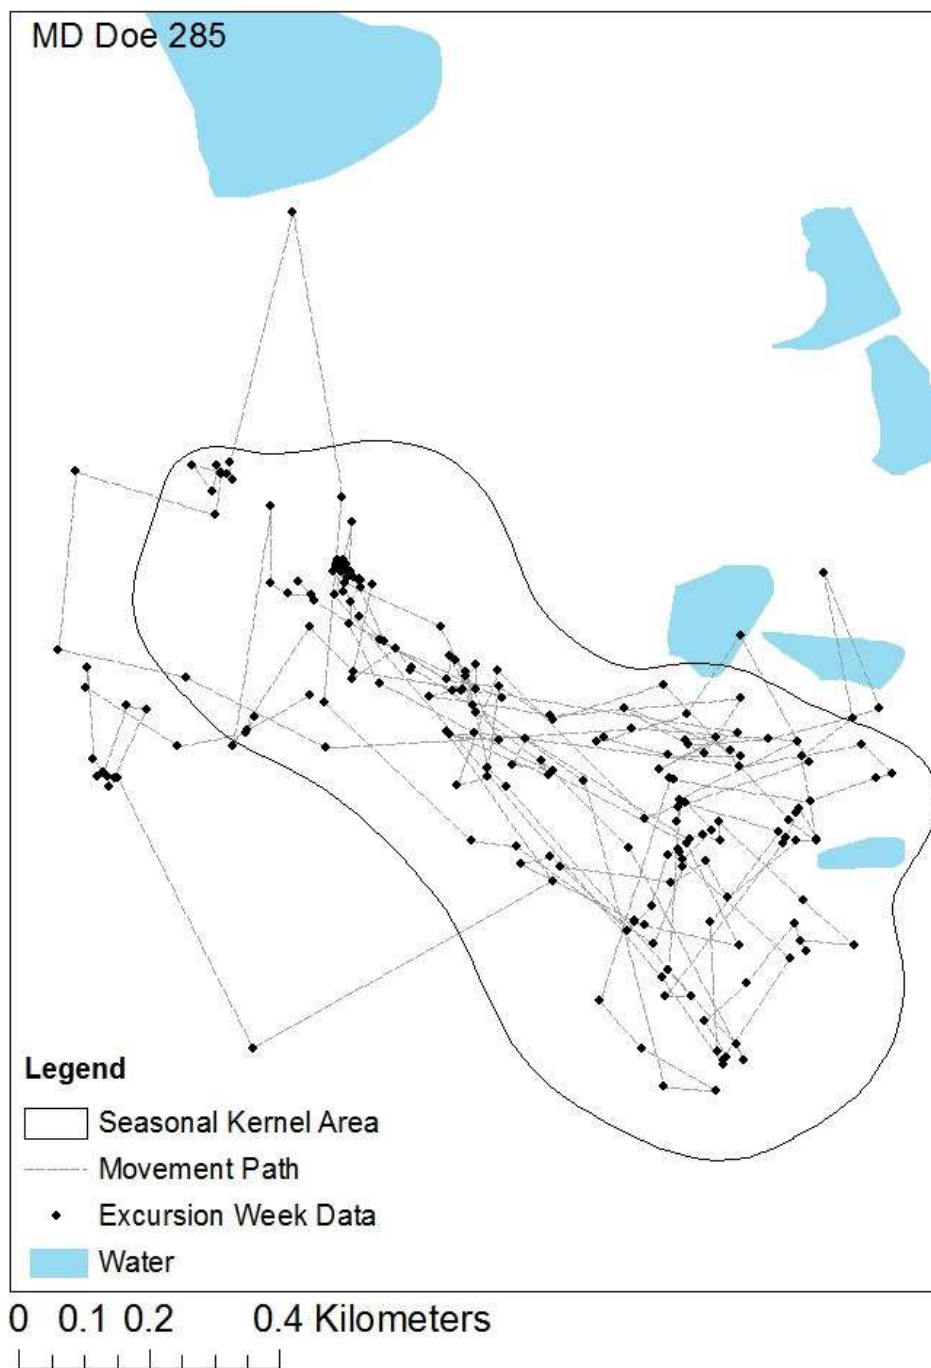 MD Doe 285
Legend
Seasonal Kernel Area
Movement Path
Excursion Week Data
Water
0 0.1 0.2 0.4 Kilometers